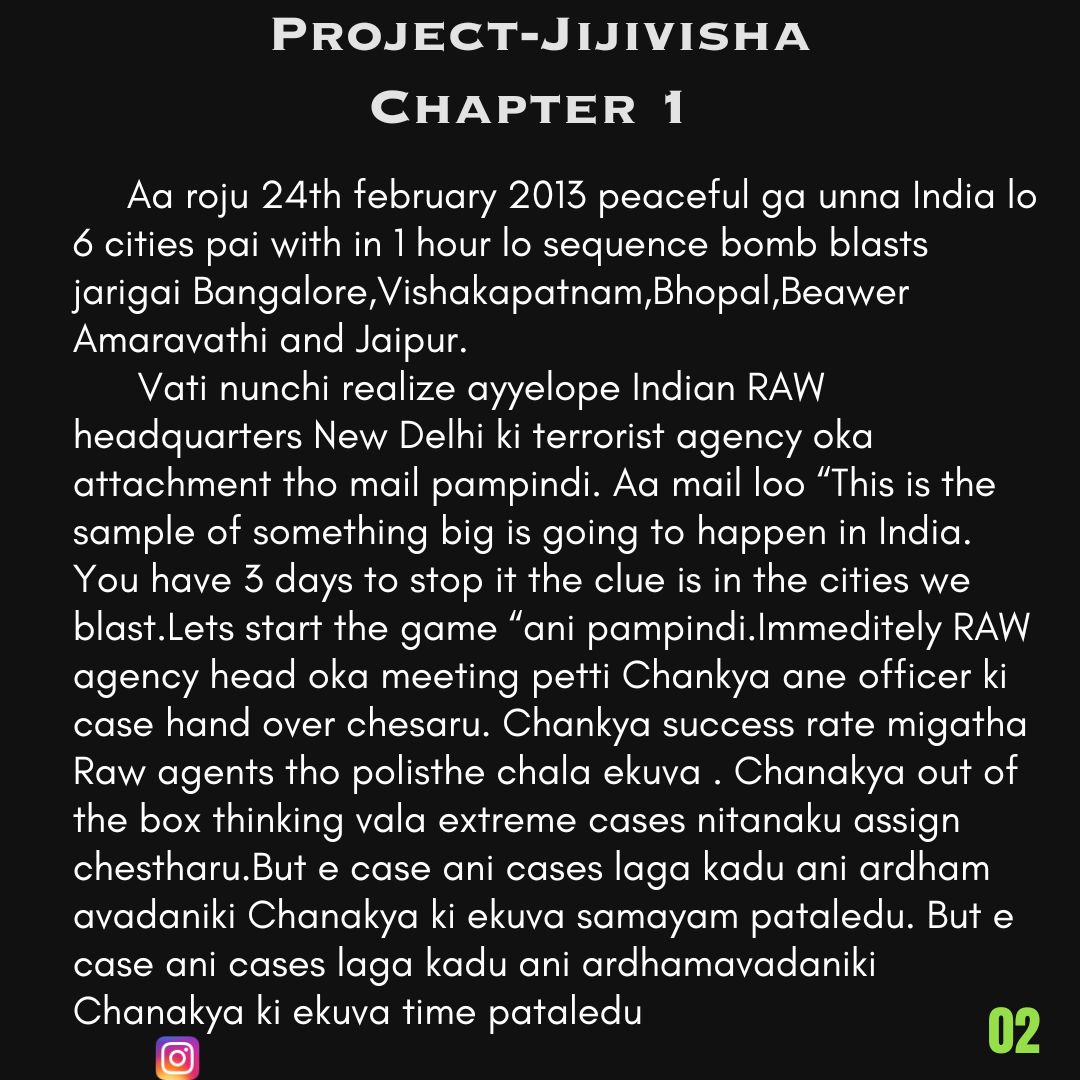 Project-Jijivisha
Chapter 1
Aa roju 24th february 2013 peaceful ga unna India lo
6 cities pai with in 1 hour lo sequence bomb blasts
jarigai Bangalore,Vishakapatnam,Bhopal,Beawer
Amaravathi and Jaipur.
Vati nunchi realize ayyelope Indian RAW
headquarters New Delhi ki terrorist agency oka
attachment tho mail pampindi. Aa mail loo “This is the
sample of something big is going to happen in India.
You have 3 days to stop it the clue is in the cities we
blast.Lets start the game “ani pampindi.Immeditely RAW
agency head oka meeting petti Chankya ane officer ki
case hand over chesaru. Chankya success rate migatha
Raw agents tho polisthe chala ekuva . Chanakya out of
the box thinking vala extreme cases nitanaku assign
chestharu.But e case ani cases laga kadu ani ardham
avadaniki Chanakya ki ekuva samayam pataledu. But e
case ani cases laga kadu ani ardhamavadaniki
Chanakya ki ekuva time pataledu
02